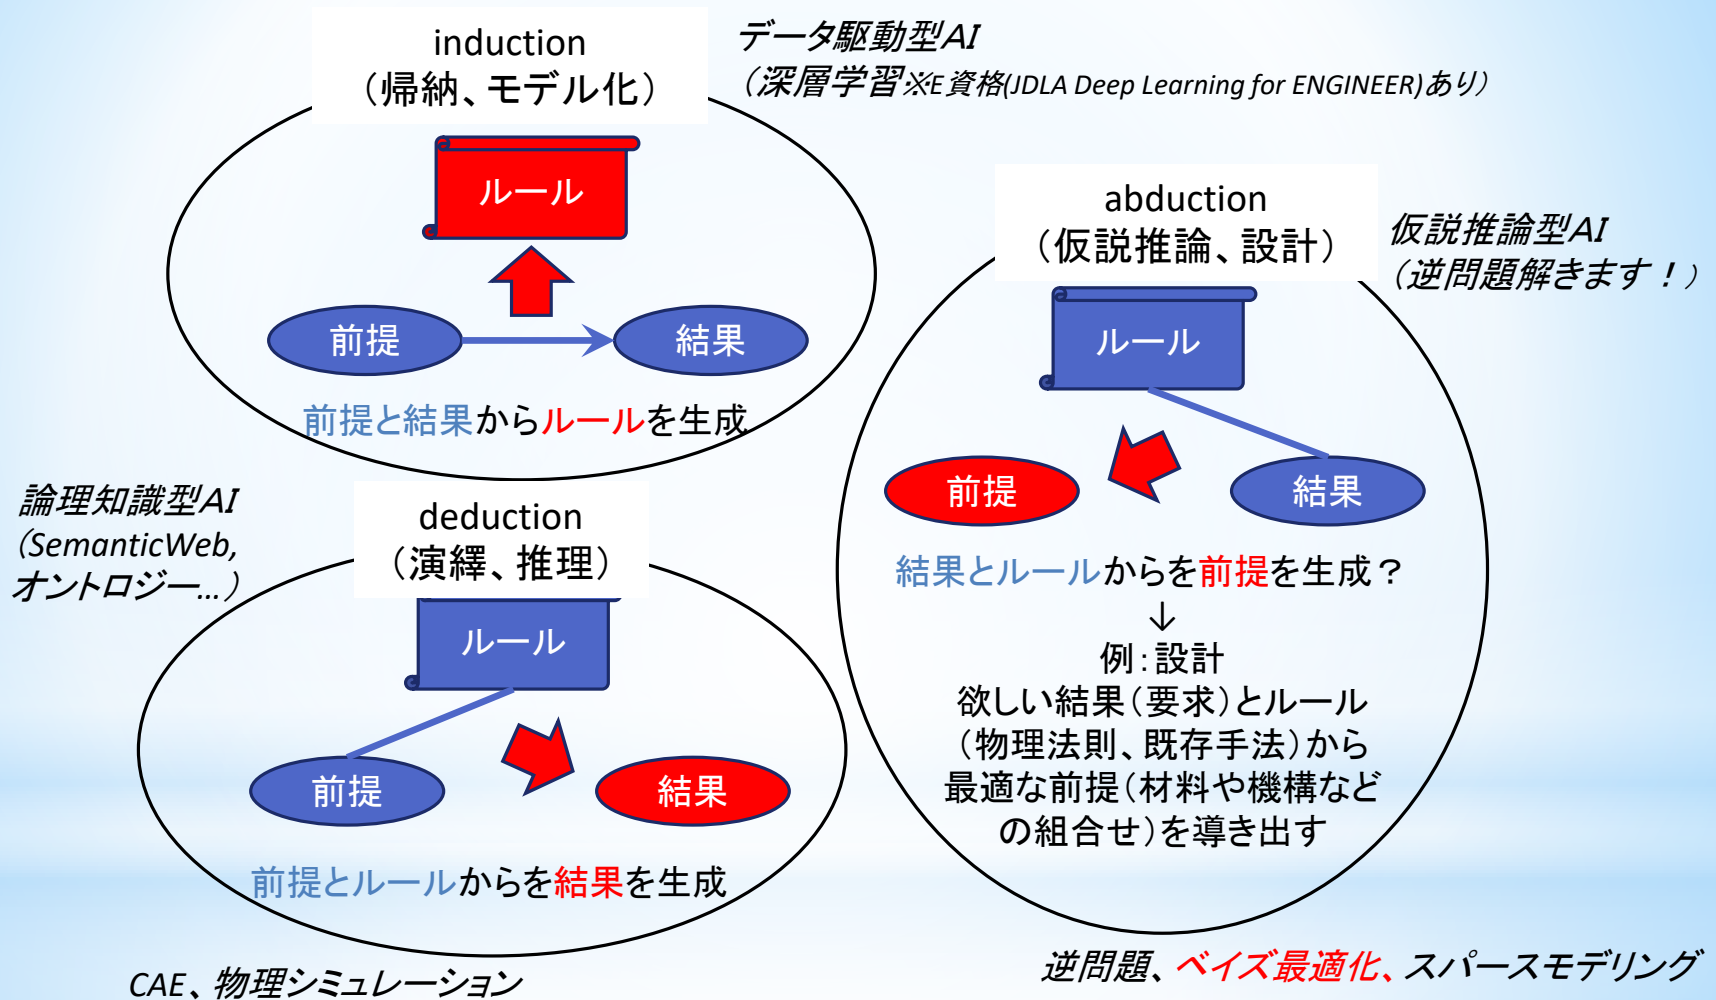 induction
（帰納、モデル化）
データ駆動型AI
（深層学習※E資格(JDLA Deep Learning for ENGINEER)あり）
ルール
前提
結果
前提と結果からルールを生成
論理知識型AI
（SemanticWeb,
オントロジー…）
deduction
（演繹、推理）
ルール
前提
結果
前提とルールからを結果を生成
CAE、物理シミュレーション
abduction
（仮説推論、設計）
仮説推論型AI
（逆問題解きます！）
ルール
前提
結果
結果とルールからを前提を生成？
↓
例：設計
欲しい結果（要求）とルール
（物理法則、既存手法）から
最適な前提（材料や機構など
の組合せ）を導き出す
逆問題、ベイズ最適化、スパースモデリング